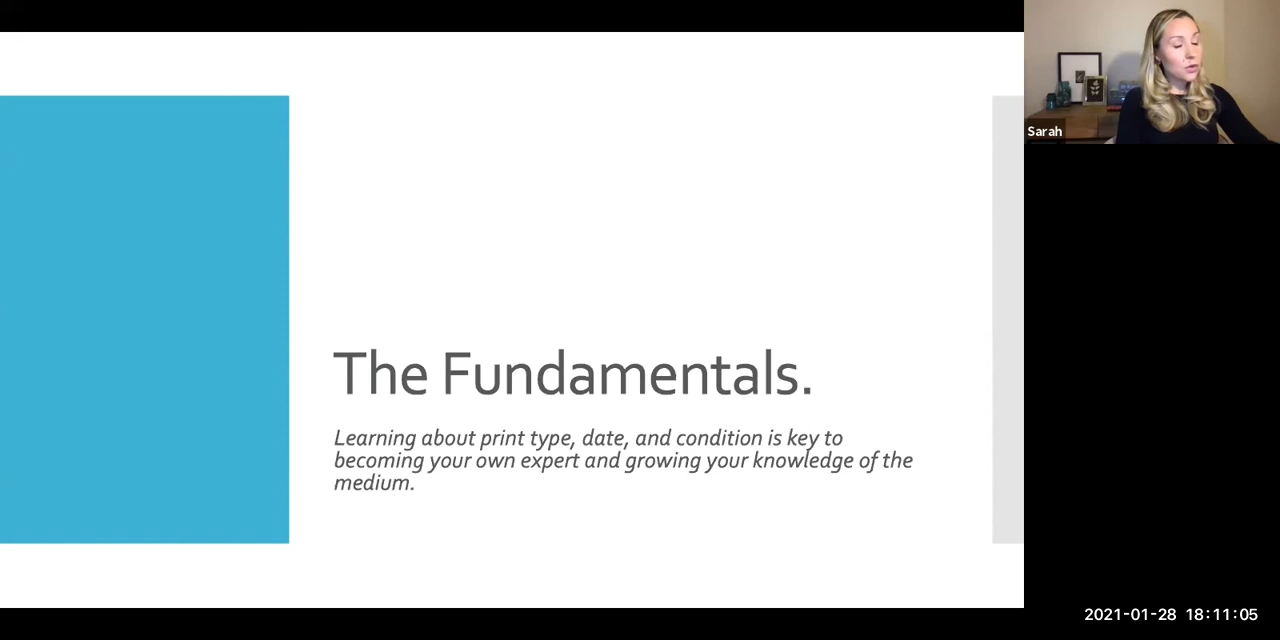 The Fundamentals.
Learning about print type, date, and condition is key to
becoming your own expert and growing your knowledge of the
medium.
Sarah
2021-01-28 18:11:05